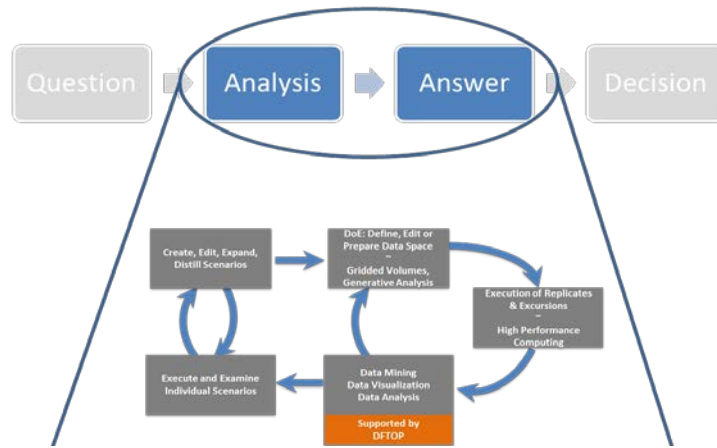 Question
Analysis
Answer
Decision
Create, Edit, Expand,
Distill Scenarios
DoE: Define, Edit or
Prepare Data Space
–
Gridded Volumes,
Generative Analysis
Execution of Replicates
& Excursions
–
High Performance
Computing
Execute and Examine
Individual Scenarios
Data Mining
Data Visualization
Data Analysis
Supported by
DFTOP